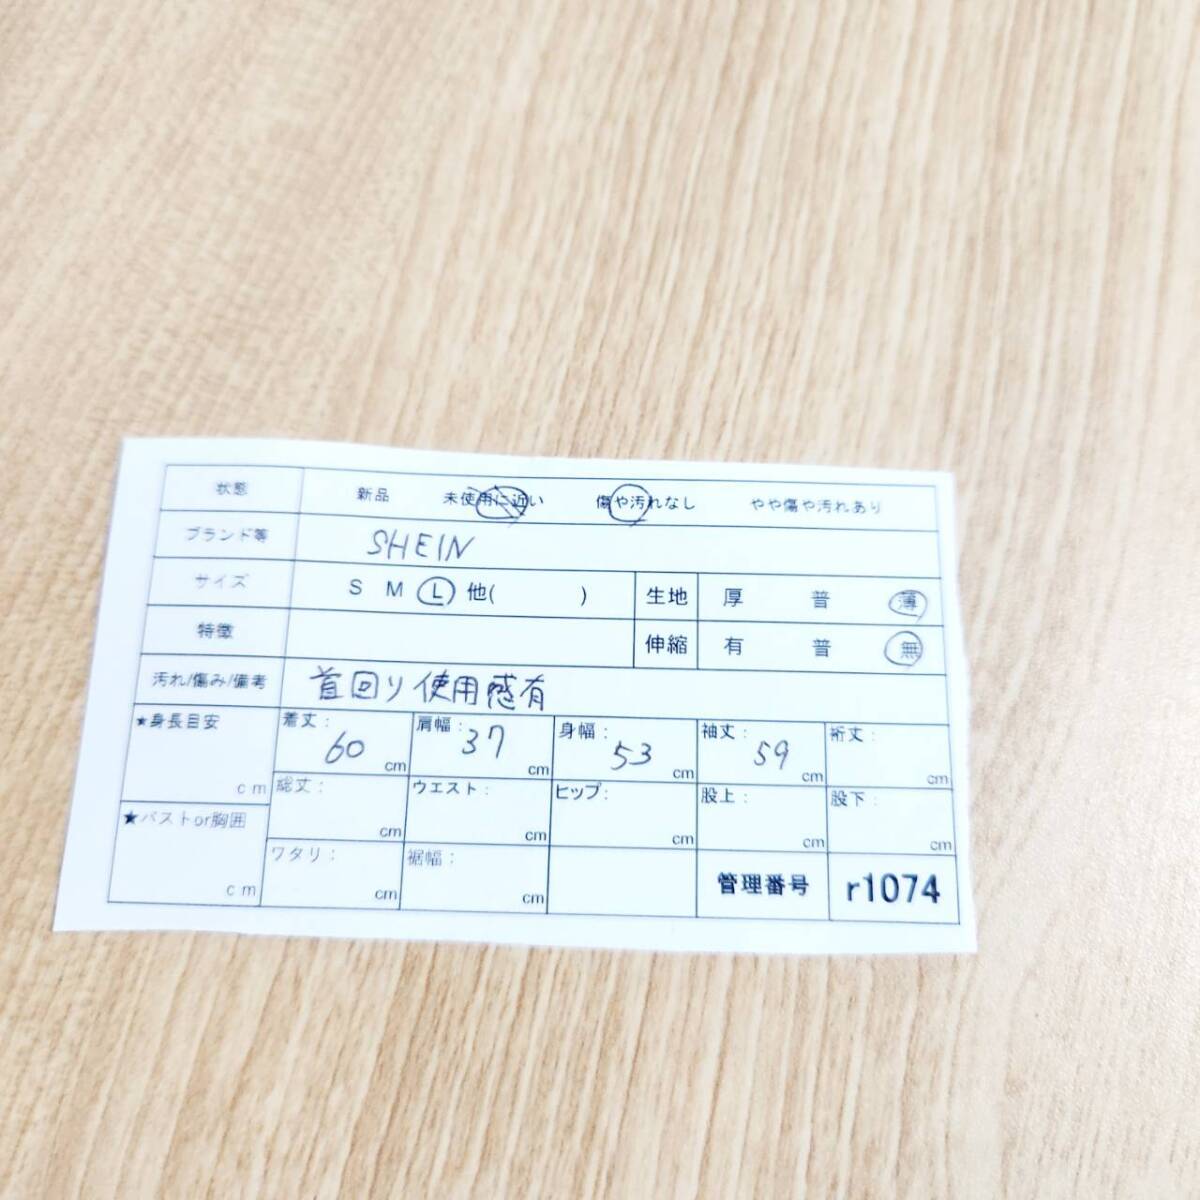 状態 新品 未使用に近い 傷や汚れなし やや傷や汚れあり
ブランド等 SHEIN
サイズ S M L 他( ) 生地 厚 普 薄
特徴 伸縮 有 普 無
汚れ/傷み/備考 首回り使用感有
★身長目安 cm 着丈: 60 cm 肩幅: 37 cm 身幅: 53 cm 袖丈: 59 cm 裄丈: cm
総丈: cm ウエスト: cm ヒップ: cm 股上: cm 股下: cm
★バストor胸囲 cm ワタリ: cm 裾幅: cm 管理番号 r1074